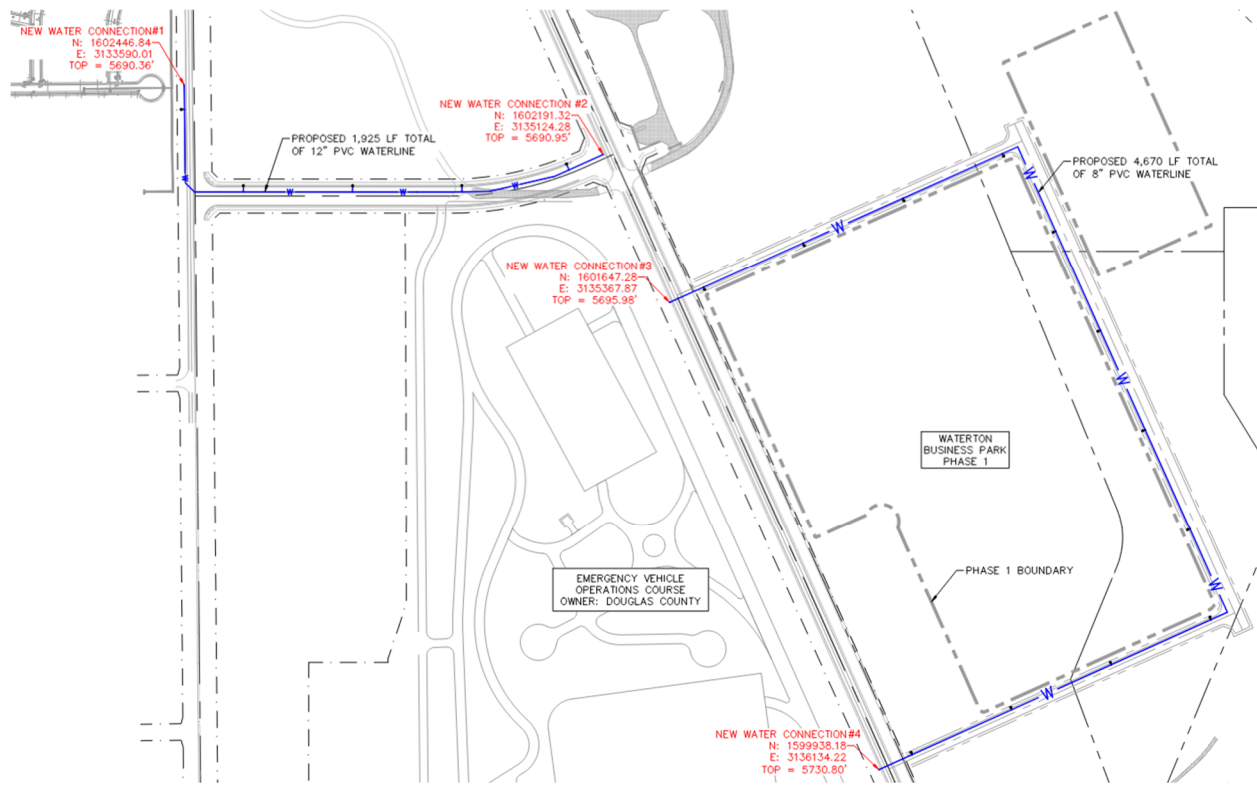 NEW WATER CONNECTION#1
N: 1602446.84
E: 3133590.01
TOP = 5690.36'
NEW WATER CONNECTION #2
N: 1602191.32
E: 3135124.28
TOP = 5690.95'
PROPOSED 1,925 LF TOTAL
OF 12" PVC WATERLINE
PROPOSED 4,670 LF TOTAL
OF 8" PVC WATERLINE
W
W
W
W
W
W
W
NEW WATER CONNECTION#3
N: 1601647.28
E: 3135367.87
TOP = 5695.98'
W
WATERTON
BUSINESS PARK
PHASE 1
PHASE 1 BOUNDARY
EMERGENCY VEHICLE
OPERATIONS COURSE
OWNER: DOUGLAS COUNTY
W
W
NEW WATER CONNECTION#4
N: 1599938.18
E: 3136134.22
TOP = 5730.80'